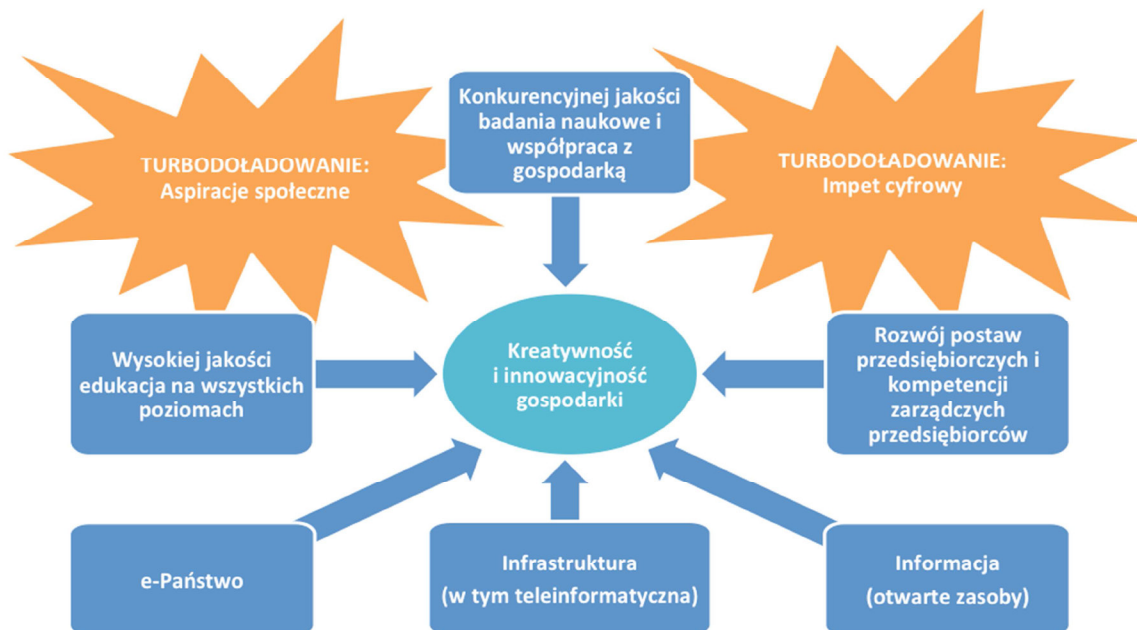 Konkurencyjnej jakości
badania naukowe i
współpraca z
gospodarką
TURBODOŁADOWANIE:
Aspiracje społeczne
TURBODOŁADOWANIE:
Impet cyfrowy
Wysokiej jakości
edukacja na wszystkich
poziomach
Kreatywność
i innowacyjność
gospodarki
Rozwój postaw
przedsiębiorczych i
kompetencji
zarządczych
przedsiębiorców
e-Państwo
Infrastruktura
(w tym teleinformatyczna)
Informacja
(otwarte zasoby)